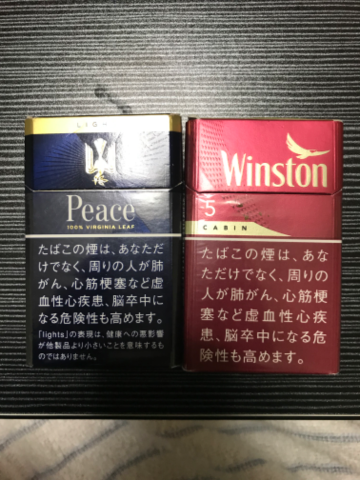 LIGHTS
Peace
100% VIRGINIA LEAF
たばこの煙は、あなただ
けでなく、周りの人が肺
がん、心筋梗塞など虚
血性心疾患、脳卒中に
なる危険性も高めます。
「lights」の表現は、健康への悪影響
が他製品より小さいことを意味するも
のではありません。
Winston
5
CABIN
たばこの煙は、あな
ただけでなく、周りの
人が肺がん、心筋梗
塞など虚血性心疾
患、脳卒中になる危
険性も高めます。